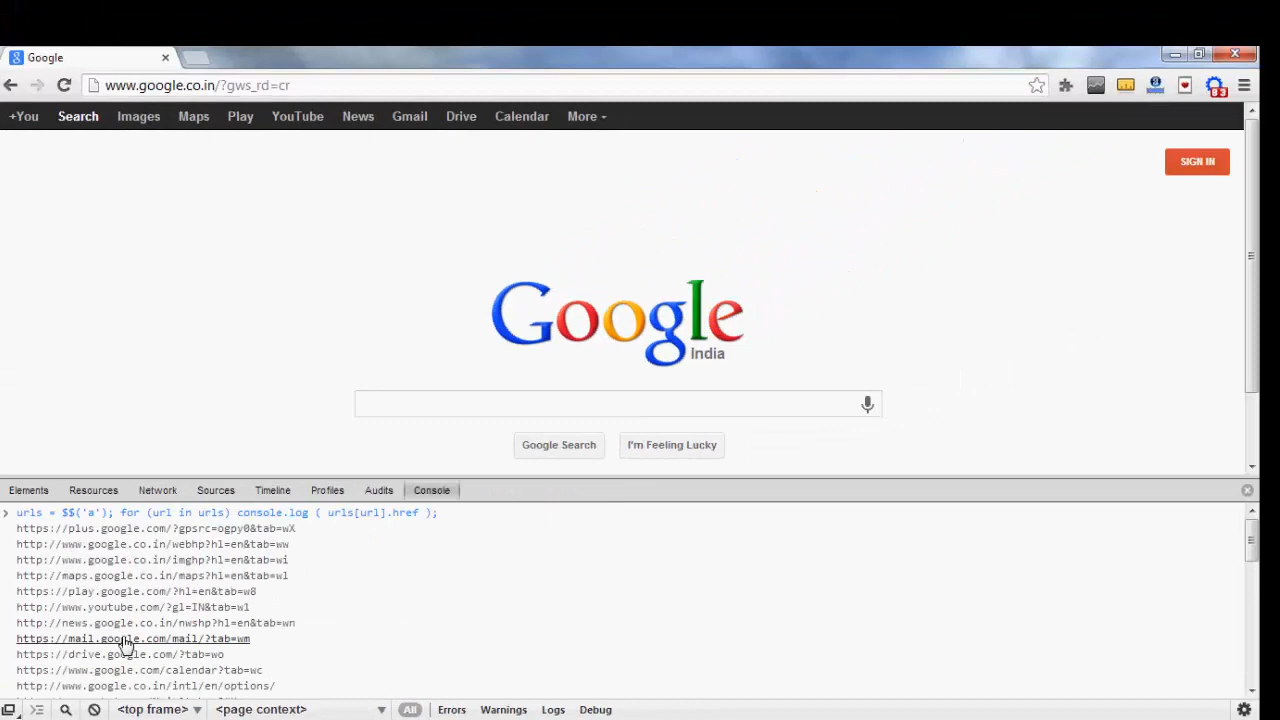 Google
www.google.co.in/?gws_rd=cr
83
+You Search Images Maps Play YouTube News Gmail Drive Calendar More
SIGN IN
Google
India
Google Search I'm Feeling Lucky
Elements Resources Network Sources Timeline Profiles Audits Console
> urls = $$('a'); for (url in urls) console.log ( urls[url].href );
https://plus.google.com/?gpsrc=ogpy0&tab=wX
http://www.google.co.in/webhp?hl=en&tab=ww
http://www.google.co.in/imghp?hl=en&tab=wi
http://maps.google.co.in/maps?hl=en&tab=wl
https://play.google.com/?hl=en&tab=w8
http://www.youtube.com/?gl=IN&tab=w1
http://news.google.co.in/nwshp?hl=en&tab=wn
https://mail.google.com/mail/?tab=wm
https://drive.google.com/?tab=wo
https://www.google.com/calendar?tab=wc
http://www.google.co.in/intl/en/options/
<top frame> <page context> All Errors Warnings Logs Debug